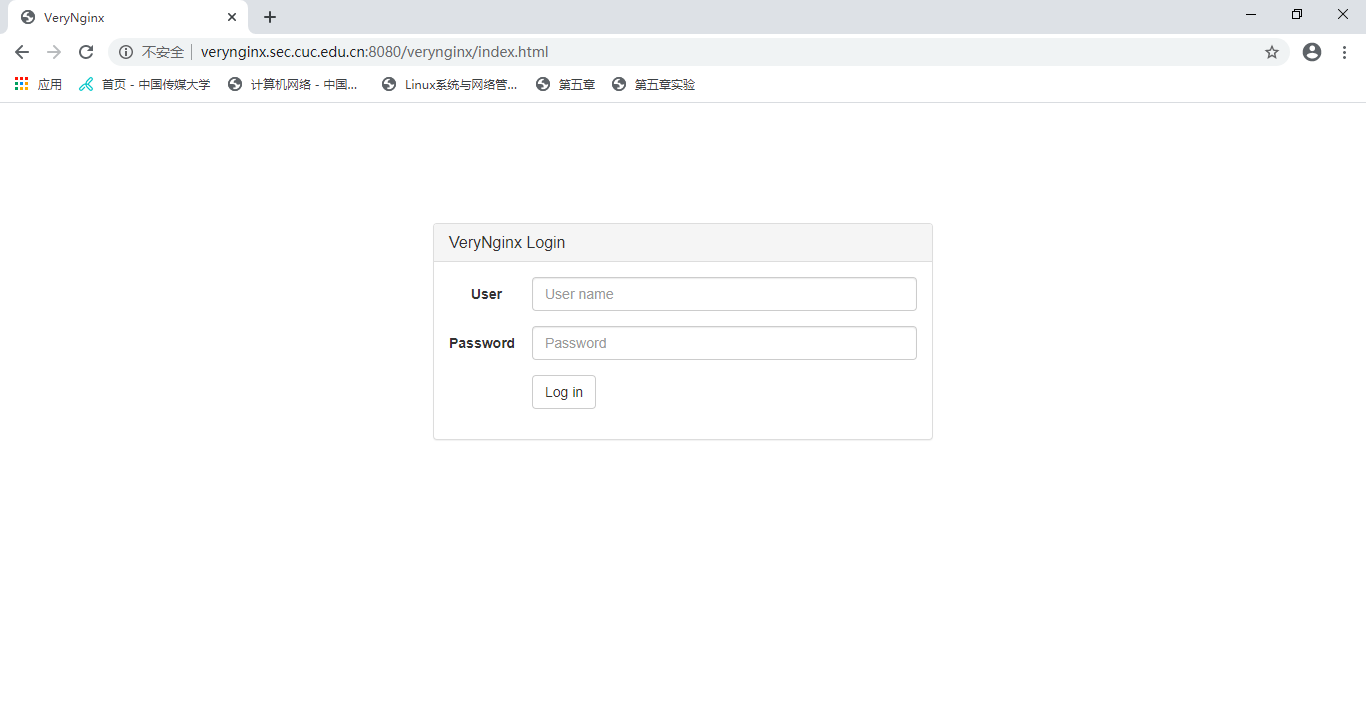 VeryNginx
不安全 verynginx.sec.cuc.edu.cn:8080/verynginx/index.html
应用 首页 - 中国传媒大学 计算机网络 - 中国... Linux系统与网络管... 第五章 第五章实验
VeryNginx Login
User User name
Password Password
Log in